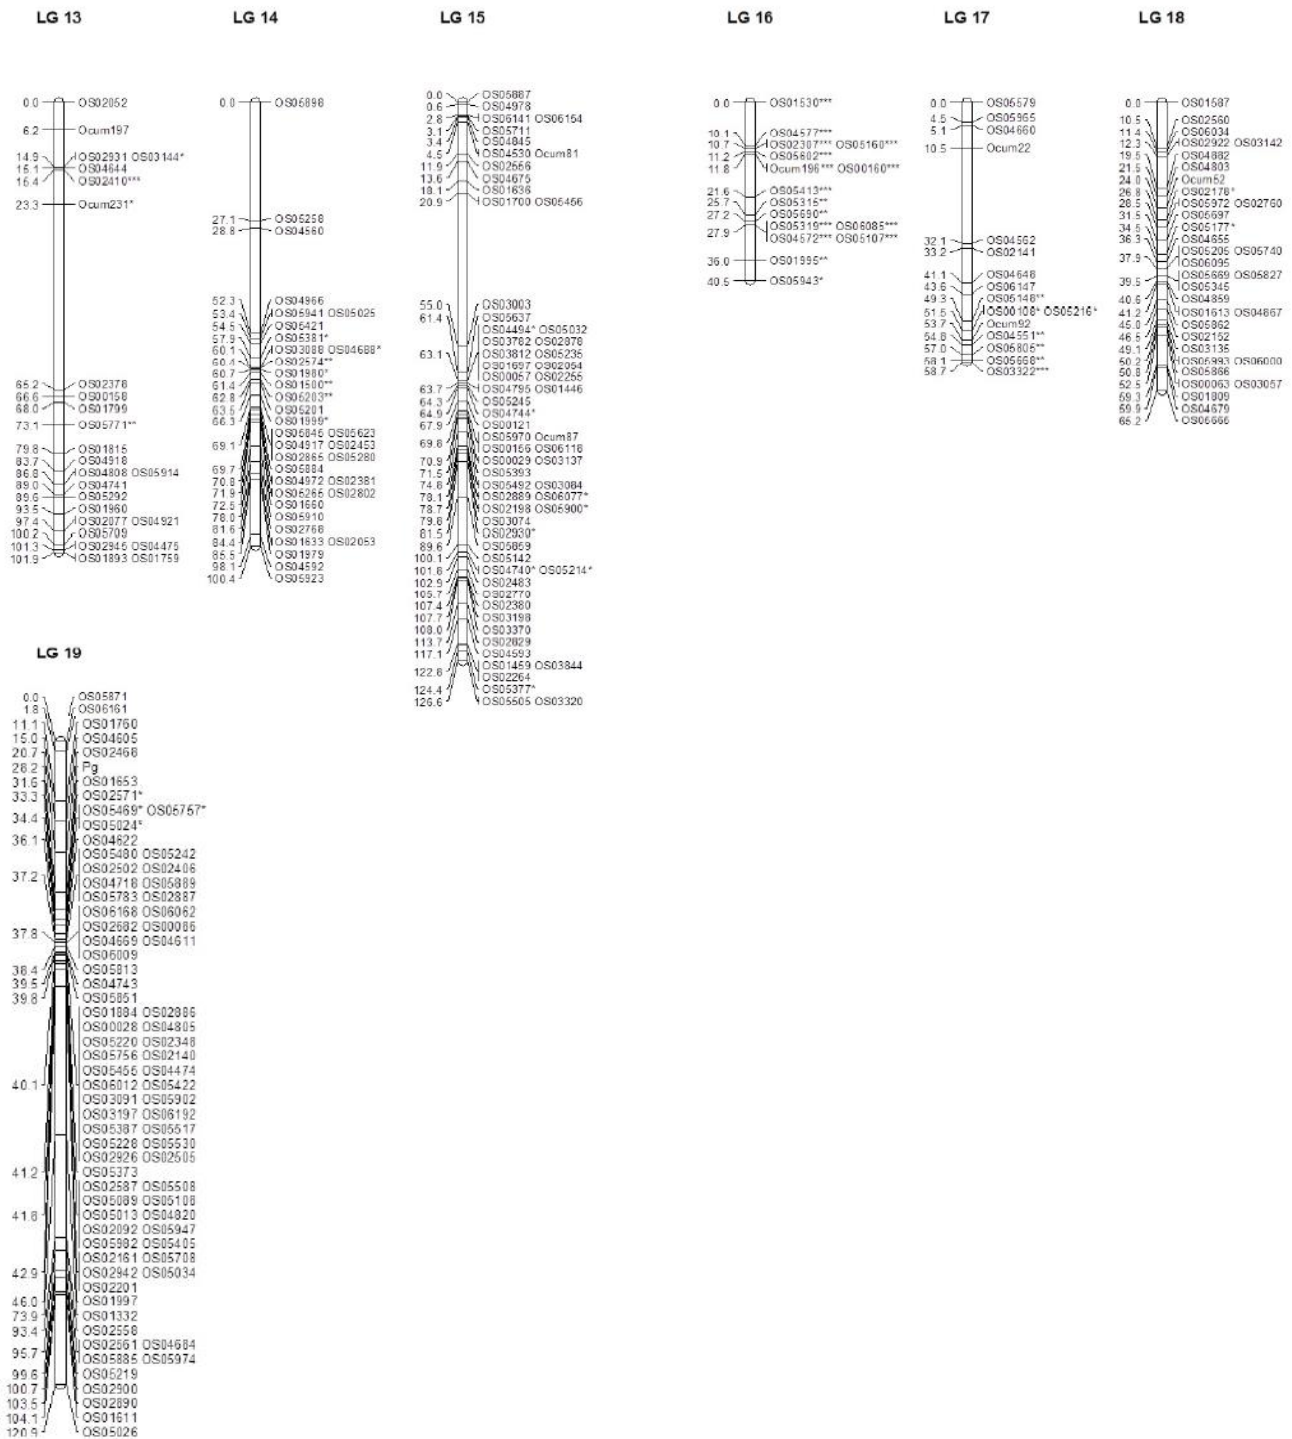 LG 13
0.0 OS02052
6.2 Ocum197
14.9 OS02931 OS03144*
16.1 OS04644
16.4 OS02410***
23.3 Ocum231*
65.2 OS02378
66.6 OS00158
68.0 OS01799
73.1 OS05771**
79.8 OS01815
83.7 OS04918
86.8 OS04808 OS05914
89.0 OS04741
89.6 OS05292
93.5 OS01960
97.4 OS02077 OS04921
100.2 OS05709
101.3 OS02945 OS04475
101.9 OS01893 OS01759
LG 14
0.0 OS05898
27.1 OS05258
28.8 OS04560
52.3 OS04966
53.4 OS05941 OS05025
54.5 OS05421
57.9 OS05381*
60.1 OS03088 OS04688*
60.4 OS02574**
60.7 OS01980*
61.4 OS01500**
62.8 OS05203**
63.5 OS05201
66.3 OS01999*
OS05846 OS05623
69.1 OS04917 OS02453
OS02865 OS05280
69.7 OS05884
70.8 OS04972 OS02381
71.9 OS05265 OS02802
72.5 OS01660
78.0 OS05910
81.6 OS02768
84.4 OS01633 OS02053
85.5 OS01979
98.1 OS04592
100.4 OS05923
LG 15
0.0 OS05887
0.6 OS04978
2.8 OS06141 OS06154
3.1 OS05711
3.4 OS04845
4.5 OS04530 Ocum81
11.9 OS02556
13.6 OS04675
18.1 OS01636
20.9 OS01700 OS05466
55.0 OS03003
61.4 OS05637
OS04494* OS05032
OS03782 OS02878
63.1 OS03812 OS05235
OS01697 OS02054
OS00057 OS02255
63.7 OS04795 OS01446
64.3 OS05245
64.9 OS04744*
67.9 OS00121
69.8 OS05970 Ocum87
OS00156 OS06118
70.9 OS00029 OS03137
71.5 OS05393
74.8 OS05492 OS03084
78.1 OS02889 OS06077*
78.7 OS02198 OS05900*
79.8 OS03074
81.5 OS02930*
89.6 OS05859
100.1 OS05142
101.8 OS04740* OS05214*
102.9 OS02483
105.7 OS02770
107.4 OS02380
107.7 OS03198
108.0 OS03370
113.7 OS02829
117.1 OS04593
122.8 OS01459 OS03844
OS02264
124.4 OS05377*
126.6 OS05505 OS03320
LG 16
0.0 OS01530***
10.1 OS04577***
10.7 OS02307*** OS05160***
11.2 OS05602***
11.8 Ocum196*** OS00160***
21.6 OS05413***
25.7 OS05315**
27.2 OS05690**
27.9 OS05319*** OS06085***
OS04572*** OS05107***
36.0 OS01995**
40.5 OS05943*
LG 17
0.0 OS05579
4.5 OS05965
5.1 OS04660
10.5 Ocum22
32.1 OS04562
33.2 OS02141
41.1 OS04648
43.6 OS06147
49.3 OS05148**
51.5 OS00108* OS05216*
53.7 Ocum92
54.8 OS04551**
57.0 OS05805**
58.1 OS05668**
58.7 OS03322***
LG 18
0.0 OS01587
10.5 OS02560
11.4 OS06034
12.3 OS02922 OS03142
19.5 OS04882
21.5 OS04803
24.0 Ocum52
26.8 OS02178*
28.5 OS05972 OS02760
31.5 OS05697
34.5 OS05177*
36.3 OS04655
37.9 OS05205 OS05740
OS06095
39.5 OS05669 OS05827
OS05345
40.6 OS04859
41.2 OS01613 OS04867
45.0 OS05862
46.5 OS02152
49.1 OS03135
50.2 OS05993 OS06000
50.8 OS05866
52.5 OS00063 OS03057
59.3 OS01809
59.9 OS04679
65.2 OS05666
LG 19
0.0 OS05871
1.8 OS06161
11.1 OS01760
15.0 OS04605
20.7 OS02468
28.2 Pg
31.6 OS01653
33.3 OS02571*
34.4 OS05469* OS05757*
OS05024*
36.1 OS04622
OS05480 OS05242
37.2 OS02502 OS02406
OS04718 OS05889
OS05783 OS02887
OS06168 OS06062
37.8 OS02682 OS00086
OS04669 OS04611
OS06009
38.4 OS05813
39.5 OS04743
39.8 OS05851
OS01884 OS02886
OS00028 OS04805
OS05220 OS02348
OS05756 OS02140
OS05455 OS04474
40.1 OS06012 OS05422
OS03091 OS05902
OS03197 OS06192
OS05387 OS05517
OS05228 OS05530
OS02926 OS02505
41.2 OS05373
OS02587 OS05508
OS05089 OS05108
41.8 OS05013 OS04820
OS02092 OS05947
OS05982 OS05405
OS02161 OS05708
42.9 OS02942 OS05034
OS02201
46.0 OS01997
73.9 OS01332
93.4 OS02558
95.7 OS02561 OS04684
OS05885 OS05974
99.6 OS05219
100.7 OS02900
103.5 OS02890
104.1 OS01611
120.9 OS05026